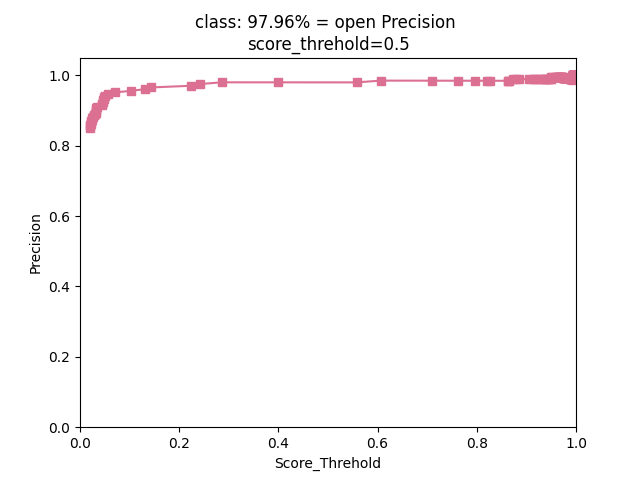 class: 97.96% = open Precision
score_threhold=0.5
1.0
0.8
0.6
0.4
0.2
0.0
Precision
0.0 0.2 0.4 0.6 0.8 1.0
Score_Threhold